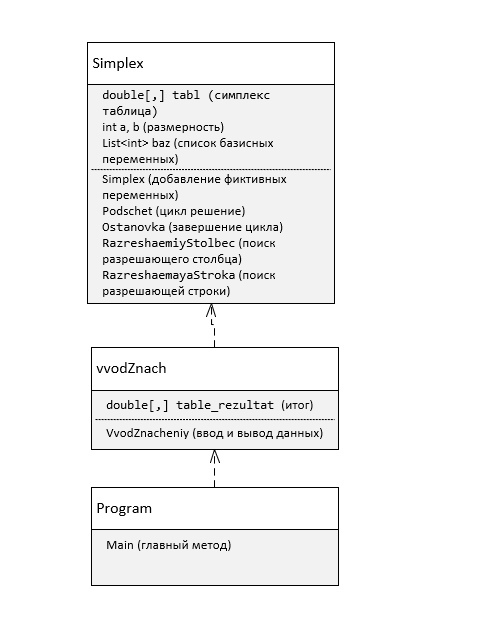 Simplex
double[,] tabl (симплекс
таблица)
int a, b (размерность)
List<int> baz (список базисных
переменных)
Simplex (добавление фиктивных
переменных)
Podschet (цикл решение)
Ostanovka (завершение цикла)
RazreshaemiyStolbec (поиск
разрешающего столбца)
RazreshaemayaStroka (поиск
разрешающей строки)
vvodZnach
double[,] table_rezultat (итог)
VvodZnacheniy (ввод и вывод данных)
Program
Main (главный метод)